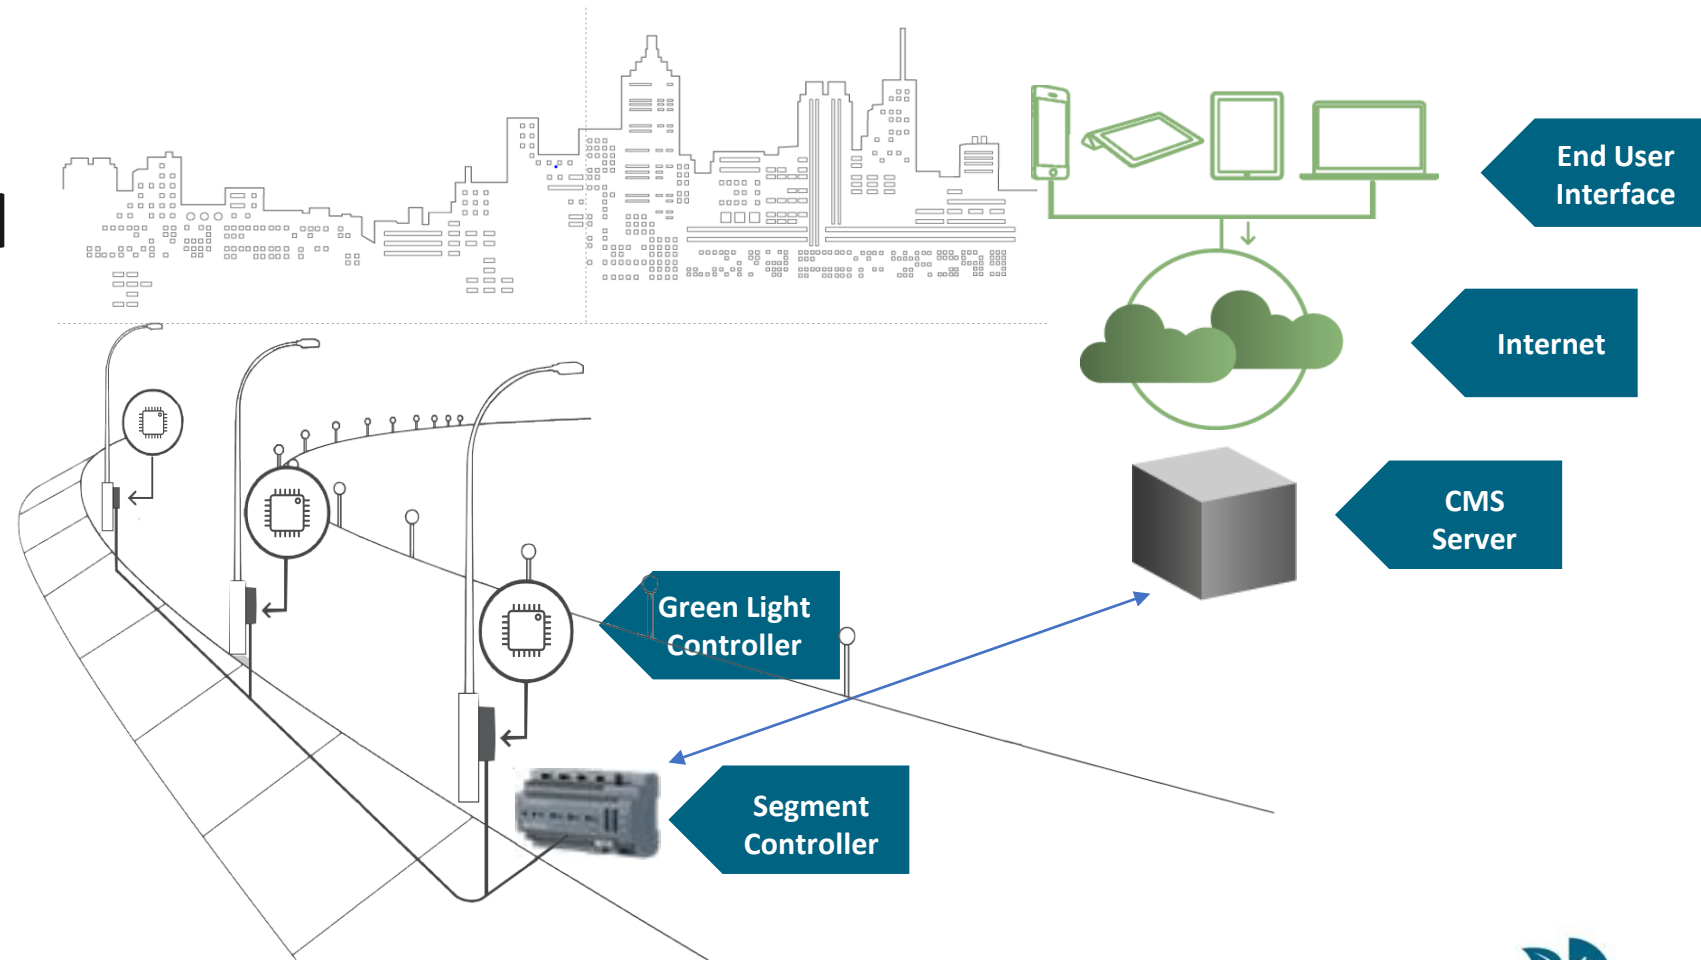 End User
Interface
Internet
CMS
Server
Green Light
Controller
Segment
Controller